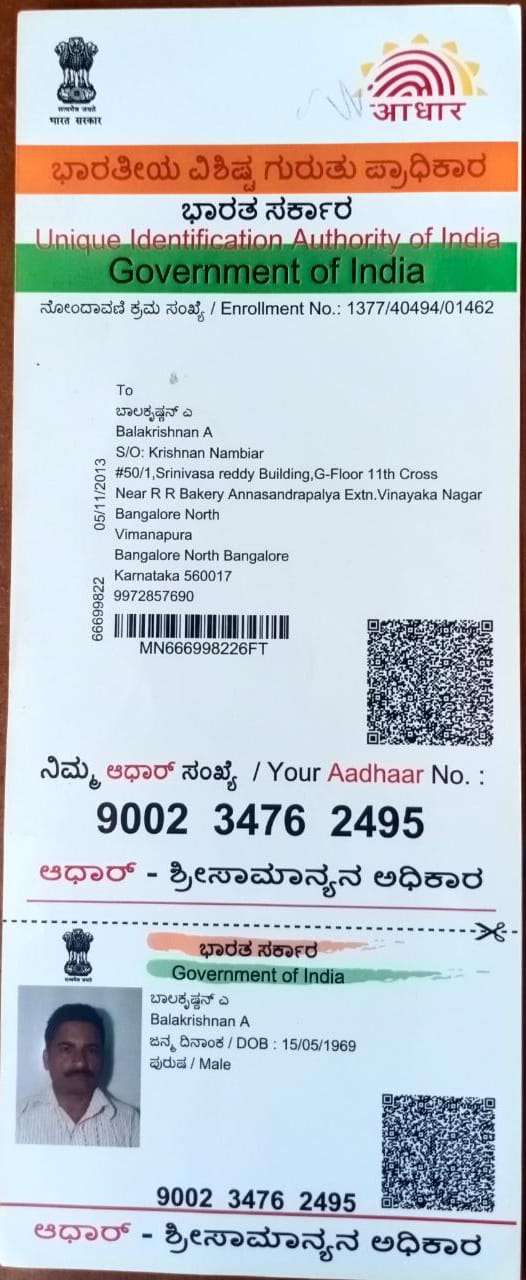 सत्यमेव जयते
भारत सरकार
आधार
ಭಾರತೀಯ ವಿಶಿಷ್ಟ ಗುರುತು ಪ್ರಾಧಿಕಾರ
ಭಾರತ ಸರ್ಕಾರ
Unique Identification Authority of India
Government of India
ನೋಂದಾವಣಿ ಕ್ರಮ ಸಂಖ್ಯೆ / Enrollment No.: 1377/40494/01462
To
ಬಾಲಕೃಷ್ಣನ್ ಎ
Balakrishnan A
S/O: Krishnan Nambiar
#50/1,Srinivasa reddy Building,G-Floor 11th Cross
Near R R Bakery Annasandrapalya Extn.Vinayaka Nagar
Bangalore North
Vimanapura
Bangalore North Bangalore
Karnataka 560017
9972857690
05/11/2013
66699822
MN666998226FT
ನಿಮ್ಮ ಆಧಾರ್ ಸಂಖ್ಯೆ / Your Aadhaar No. :
9002 3476 2495
ಆಧಾರ್ - ಶ್ರೀಸಾಮಾನ್ಯನ ಅಧಿಕಾರ
ಭಾರತ ಸರ್ಕಾರ
Government of India
ಬಾಲಕೃಷ್ಣನ್ ಎ
Balakrishnan A
ಜನ್ಮ ದಿನಾಂಕ / DOB : 15/05/1969
ಪುರುಷ / Male
9002 3476 2495
ಆಧಾರ್ - ಶ್ರೀಸಾಮಾನ್ಯನ ಅಧಿಕಾರ